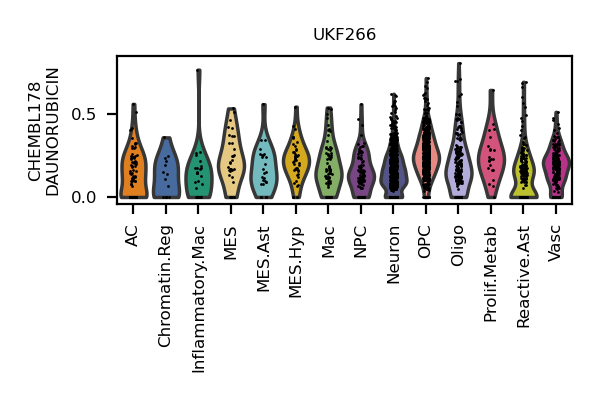 UKF266
CHEMBL178
DAUNORUBICIN
0.5
0.0
AC
Chromatin.Reg
Inflammatory.Mac
MES
MES.Ast
MES.Hyp
Mac
NPC
Neuron
OPC
Oligo
Prolif.Metab
Reactive.Ast
Vasc